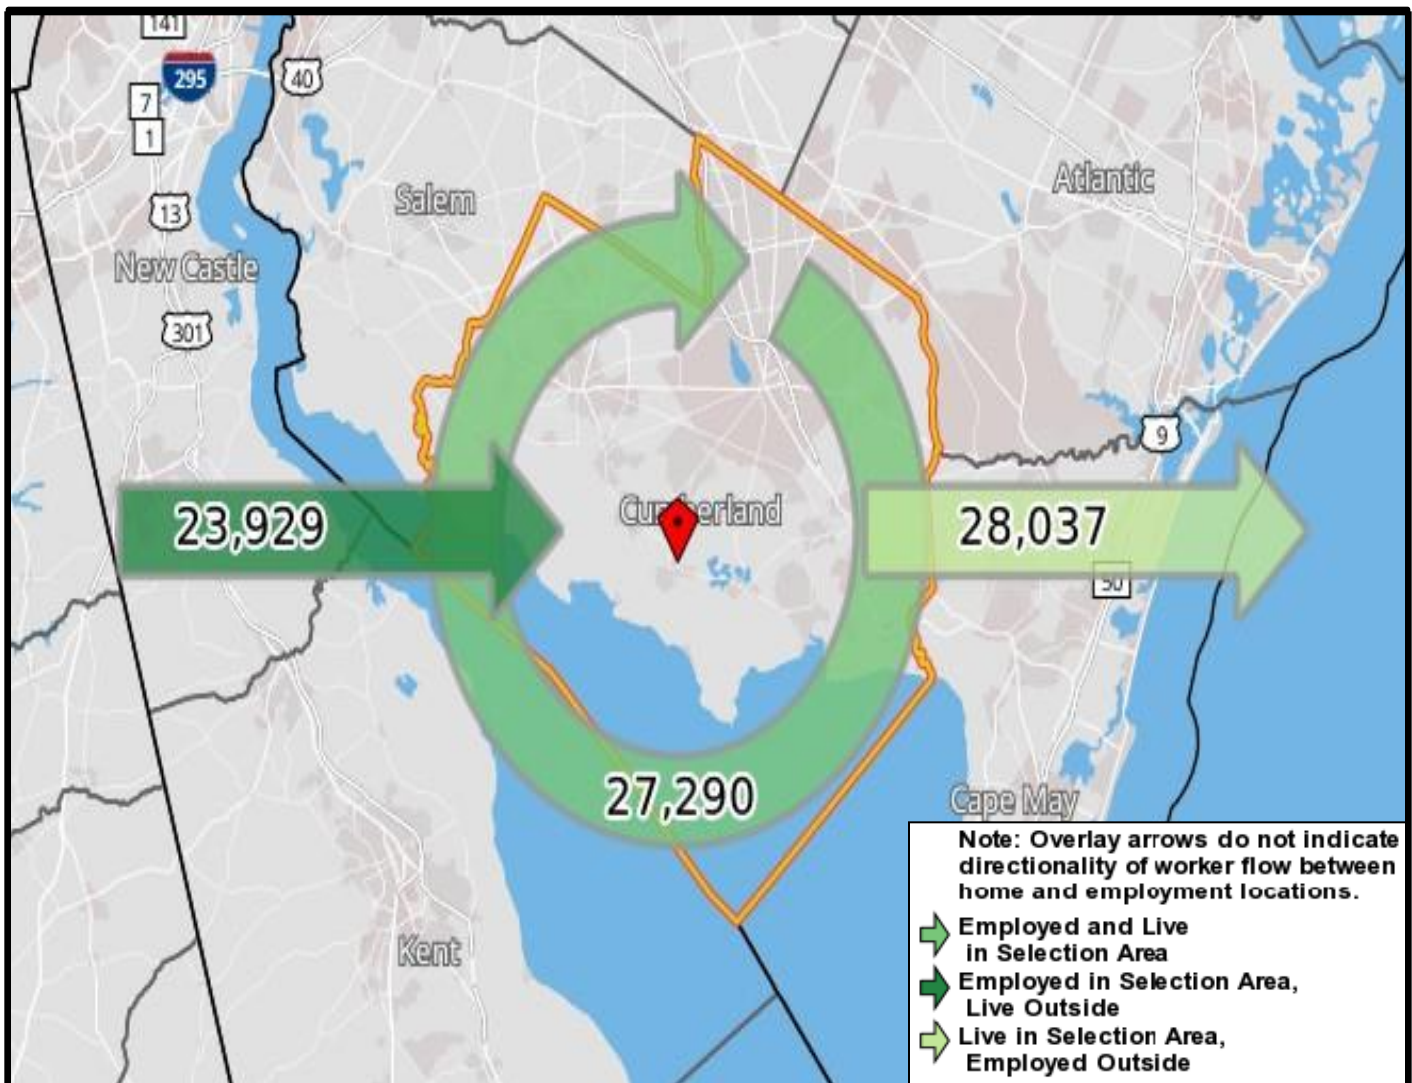 141
295
40
7
1
13
Salem
Atlantic
New Castle
301
9
23,929
Cumberland
28,037
50
27,290
Cape May
Kent
Note: Overlay arrows do not indicate
directionality of worker flow between
home and employment locations.
Employed and Live
in Selection Area
Employed in Selection Area,
Live Outside
Live in Selection Area,
Employed Outside